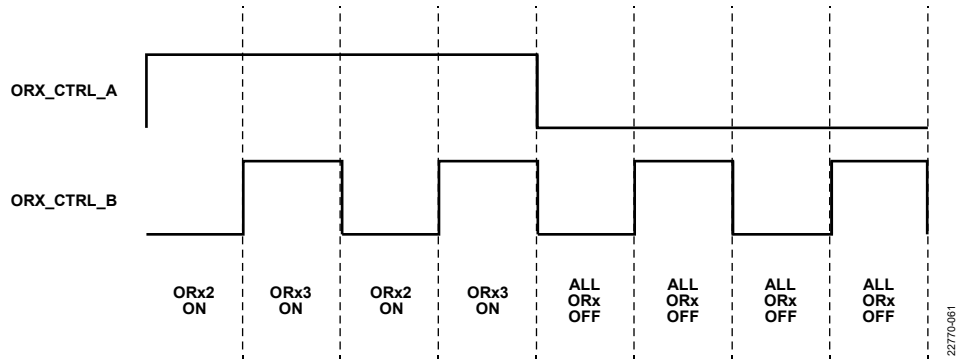 ORX_CTRL_A
ORX_CTRL_B
ORx2
ON
ORx3
ON
ORx2
ON
ORx3
ON
ALL
ORx
OFF
ALL
ORx
OFF
ALL
ORx
OFF
ALL
ORx
OFF
22770-061